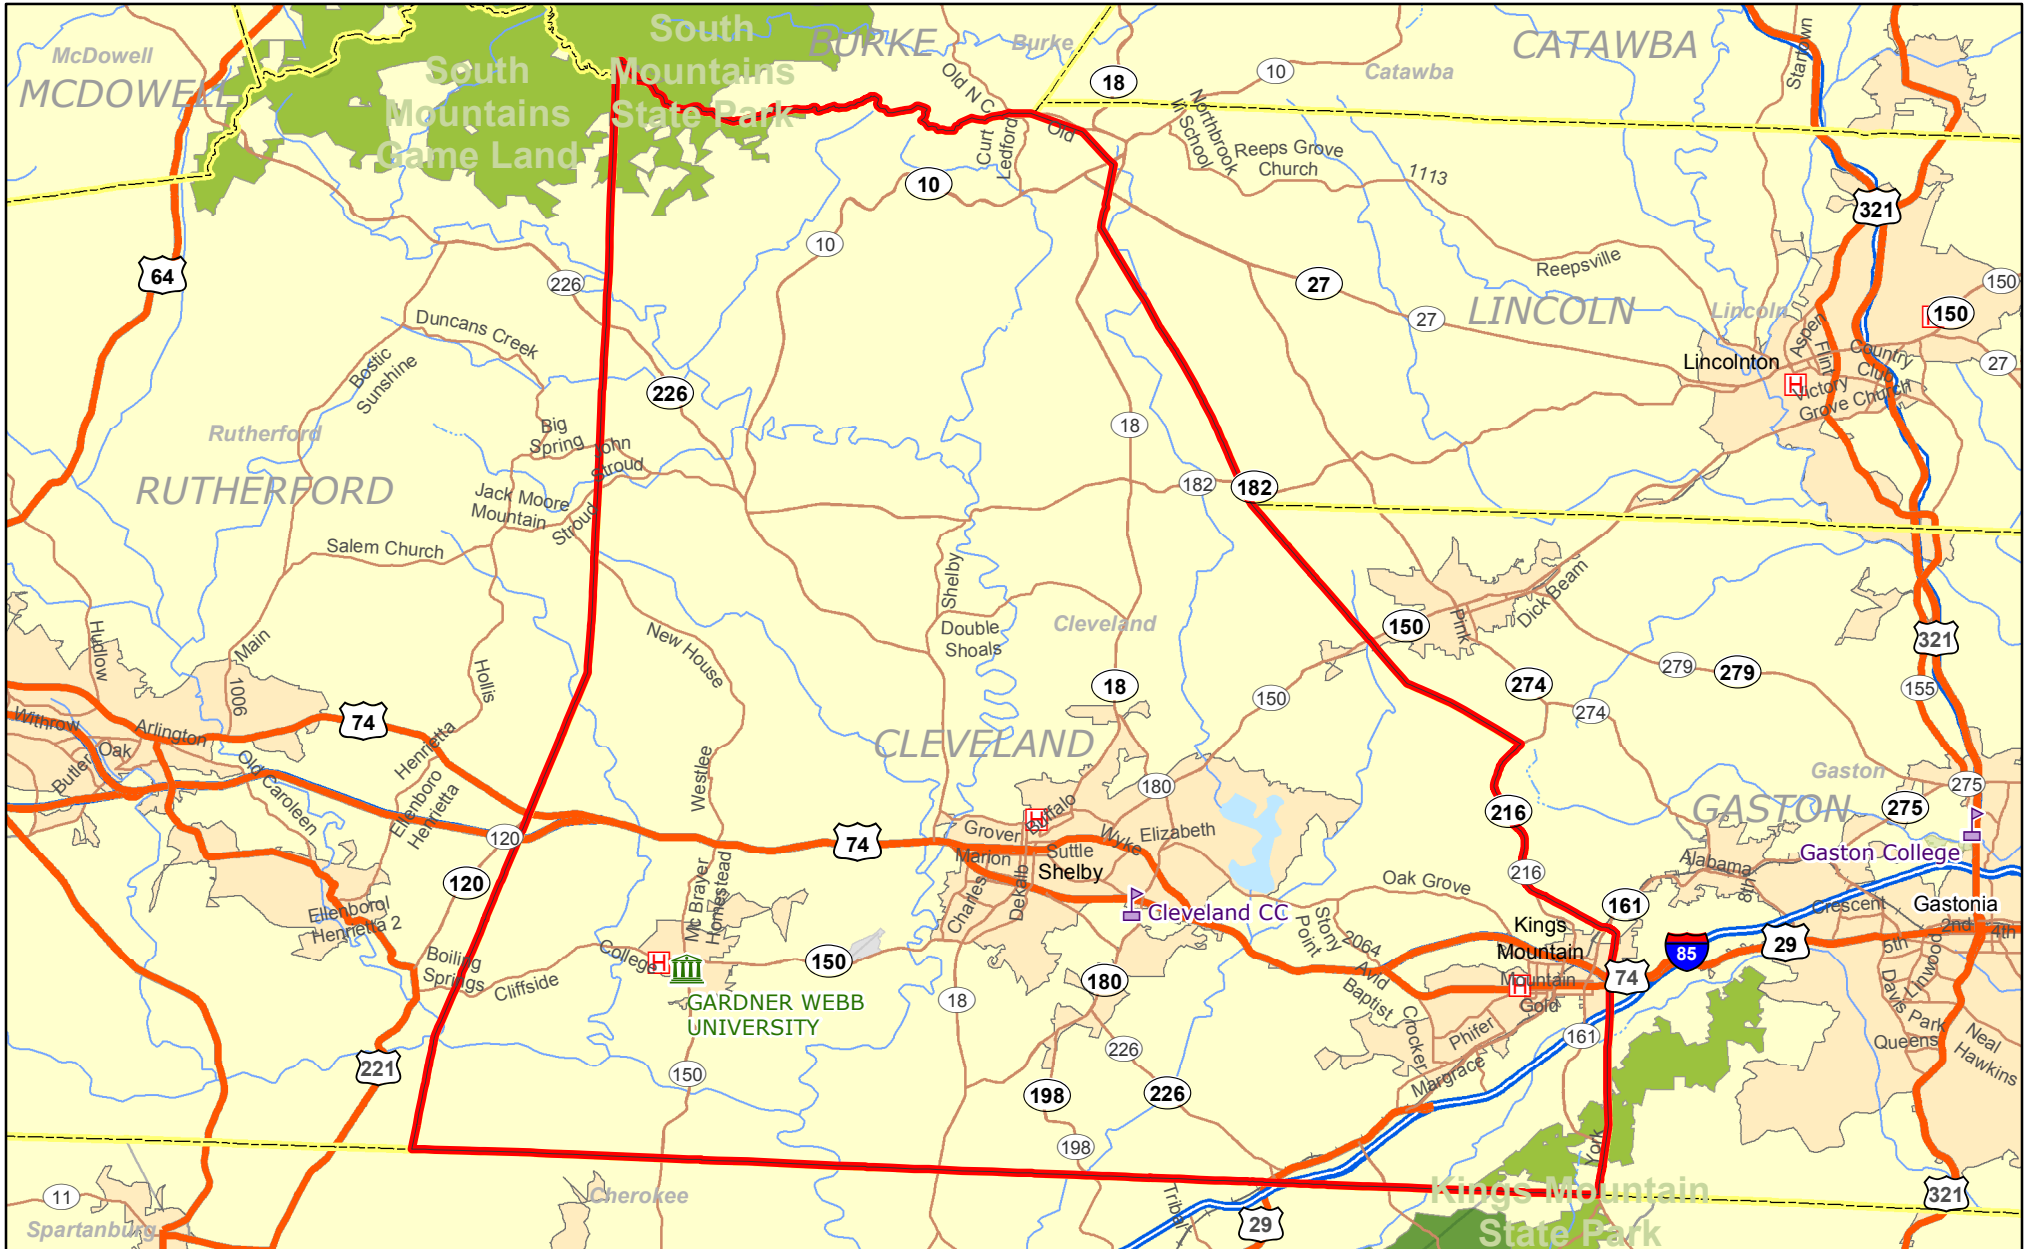 South
Mountains
State Park
BURKE
Burke
CATAWBA
Catawba
Startown
McDowell
MCDOWELL
South
Mountains
Game Land
Old N C
Curt
Ledford
Old
18
10
Northbrook
W School
Reeps Grove
Church
1113
321
10
10
64
226
27
27
Reepsville
LINCOLN
Lincoln
150
150
27
Lincolnton
H
Aspen
Flint
Country
Club
Victory
Grove Church
Duncans Creek
Bostic
Sunshine
226
Rutherford
RUTHERFORD
Big
Spring
John
Stroud
Jack Moore
Mountain
Stroud
Salem Church
18
182
182
Shelby
Double
Shoals
Cleveland
Dick Beam
Pink
150
150
274
274
279
279
321
155
Hudlow
Main
1006
Hollis
New House
Westlee
18
CLEVELAND
Withrow
Arlington
74
Oak
Butler
Old Caroleen
Henrietta
Ellenboro
Henrietta
120
120
74
Grover
Buffalo
H
Marion
Suttle
Shelby
Wyke
Elizabeth
180
Charles
Dekalb
Cleveland CC
216
216
GASTON
Gaston
275
275
Gaston College
Alabama
8th
Crescent
Gastonia
2nd
4th
5th
Linwood
Davis Park
Queens
Neal
Hawkins
Ellenborol
Henrietta 2
Boiling
Springs
Cliffside
College
H
Mc Brayer
Homestead
GARDNER WEBB
UNIVERSITY
150
150
18
180
226
226
198
198
Oak Grove
Stony
Point
2064
Avid
Baptist
Crocker
Kings
Mountain
161
85
29
74
Mountain
H
Gold
Phifer
Margrace
161
221
York
Kings Mountain
State Park
321
11
Spartanburg
Cherokee
Tribal
29